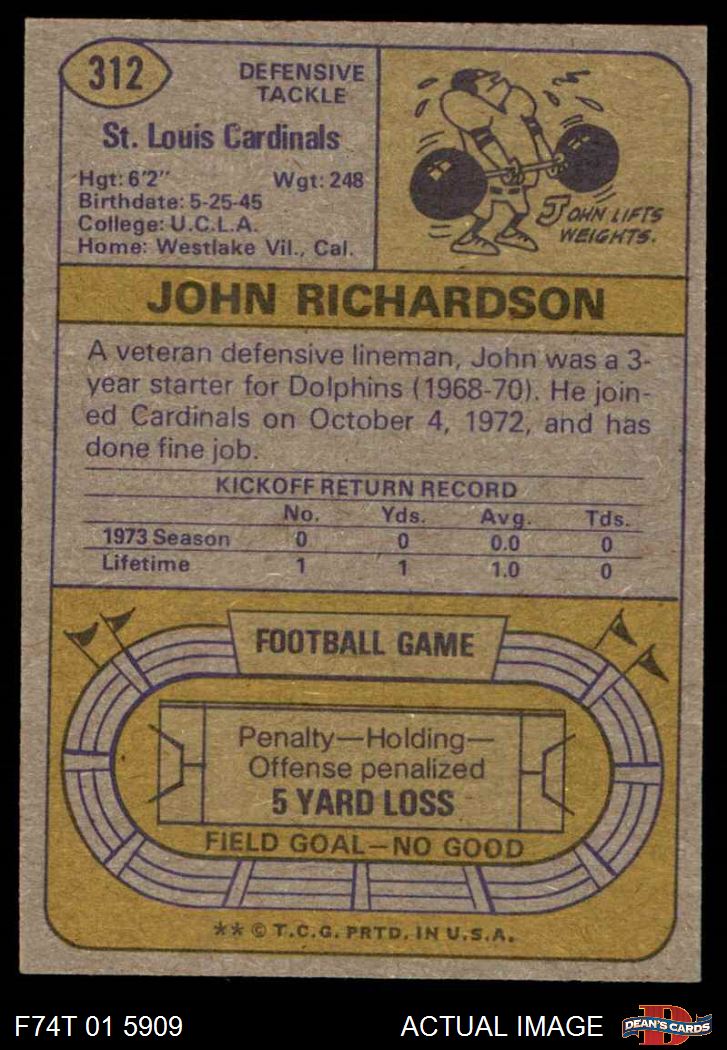 312
DEFENSIVE
TACKLE
St. Louis Cardinals
Hgt: 6'2" Wgt: 248
Birthdate: 5-25-45
College: U.C.L.A.
Home: Westlake Vil., Cal.
JOHN LIFTS
WEIGHTS.
JOHN RICHARDSON
A veteran defensive lineman, John was a 3-
year starter for Dolphins (1968-70). He join-
ed Cardinals on October 4, 1972, and has
done fine job.
KICKOFF RETURN RECORD
No. Yds. Avg. Tds.
1973 Season 0 0 0.0 0
Lifetime 1 1 1.0 0
FOOTBALL GAME
Penalty—Holding—
Offense penalized
5 YARD LOSS
FIELD GOAL—NO GOOD
** © T.C.G. PRTD. IN U.S.A.
F74T 01 5909 ACTUAL IMAGE
D
DEAN'S CARDS